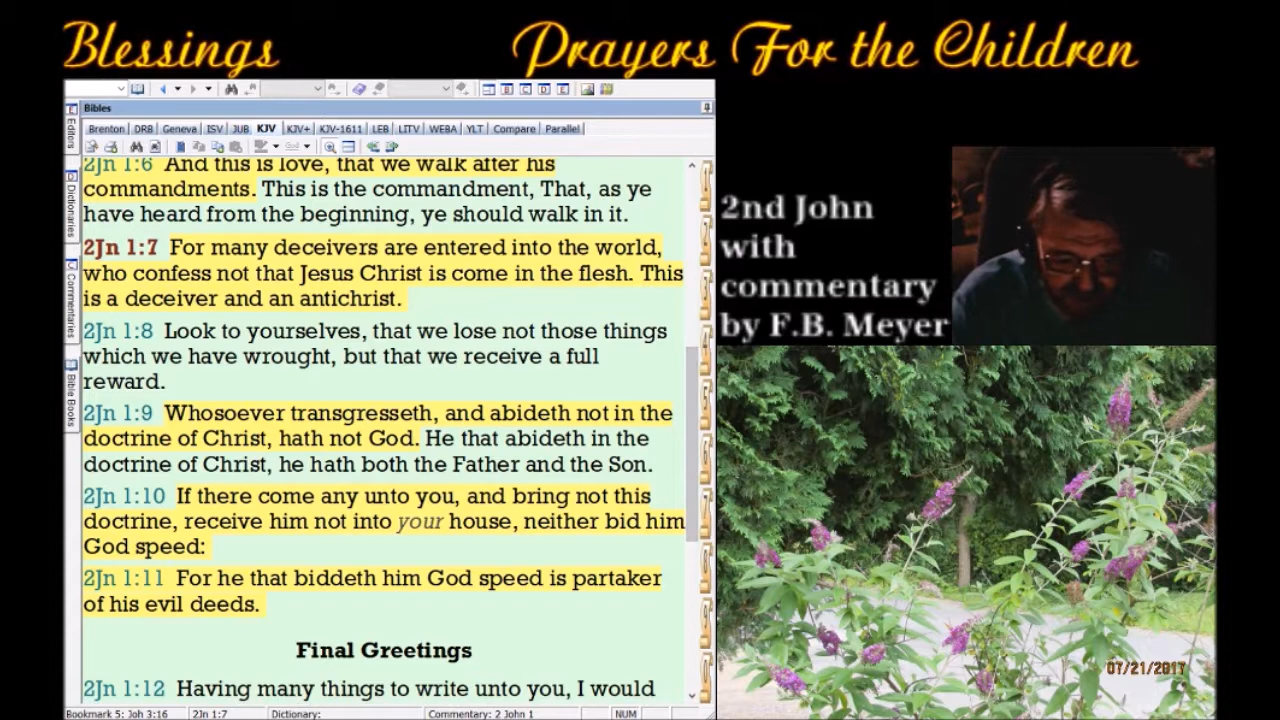 Blessings
Prayers For the Children
Bibles
Brenton DRB Geneva ISV JUB KJV KJV+ KJV-1611 LEB LITV WEBA YLT Compare Parallel
Editors
Dictionaries
Commentaries
Bible Books
2Jn 1:6 And this is love, that we walk after his
commandments. This is the commandment, That, as ye
have heard from the beginning, ye should walk in it.
2Jn 1:7 For many deceivers are entered into the world,
who confess not that Jesus Christ is come in the flesh. This
is a deceiver and an antichrist.
2Jn 1:8 Look to yourselves, that we lose not those things
which we have wrought, but that we receive a full
reward.
2Jn 1:9 Whosoever transgresseth, and abideth not in the
doctrine of Christ, hath not God. He that abideth in the
doctrine of Christ, he hath both the Father and the Son.
2Jn 1:10 If there come any unto you, and bring not this
doctrine, receive him not into your house, neither bid him
God speed:
2Jn 1:11 For he that biddeth him God speed is partaker
of his evil deeds.
Final Greetings
2Jn 1:12 Having many things to write unto you, I would
Bookmark 5: Joh 3:16 2Jn 1:7 Dictionary: Commentary: 2 John 1 NUM
2nd John
with
commentary
by F.B. Meyer
07/21/2017